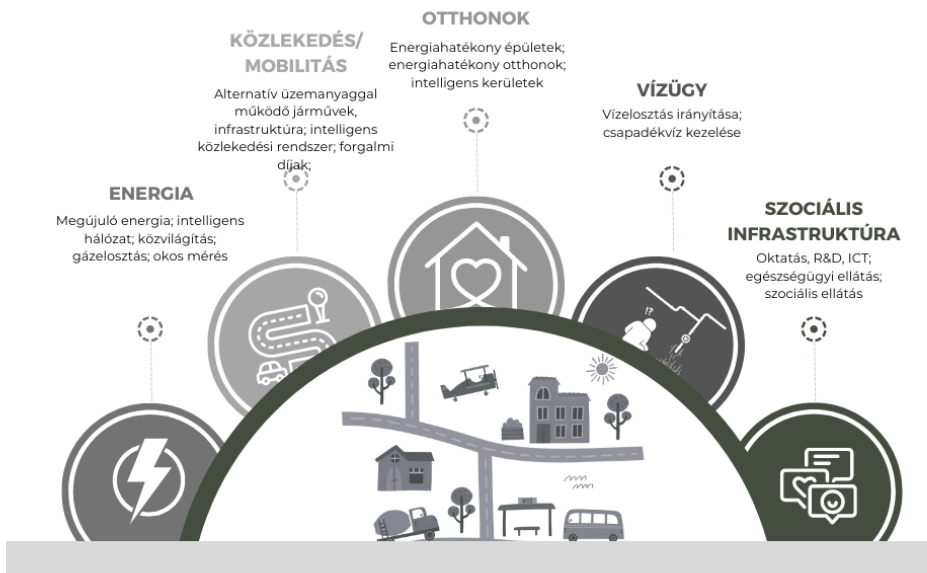 OTTHONOK
Energiahatékony épületek;
energiahatékony otthonok;
intelligens kerületek
KÖZLEKEDÉS/
MOBILITÁS
Alternatív üzemanyaggal
működő járművek,
infrastruktúra; intelligens
közlekedési rendszer; forgalmi
díjak;
VÍZÜGY
Vízelosztás irányítása;
csapadékvíz kezelése
ENERGIA
Megújuló energia; intelligens
hálózat; közvilágítás;
gázelosztás; okos mérés
SZOCIÁLIS
INFRASTRUKTÚRA
Oktatás, R&D, ICT;
egészségügyi ellátás;
szociális ellátás
!?